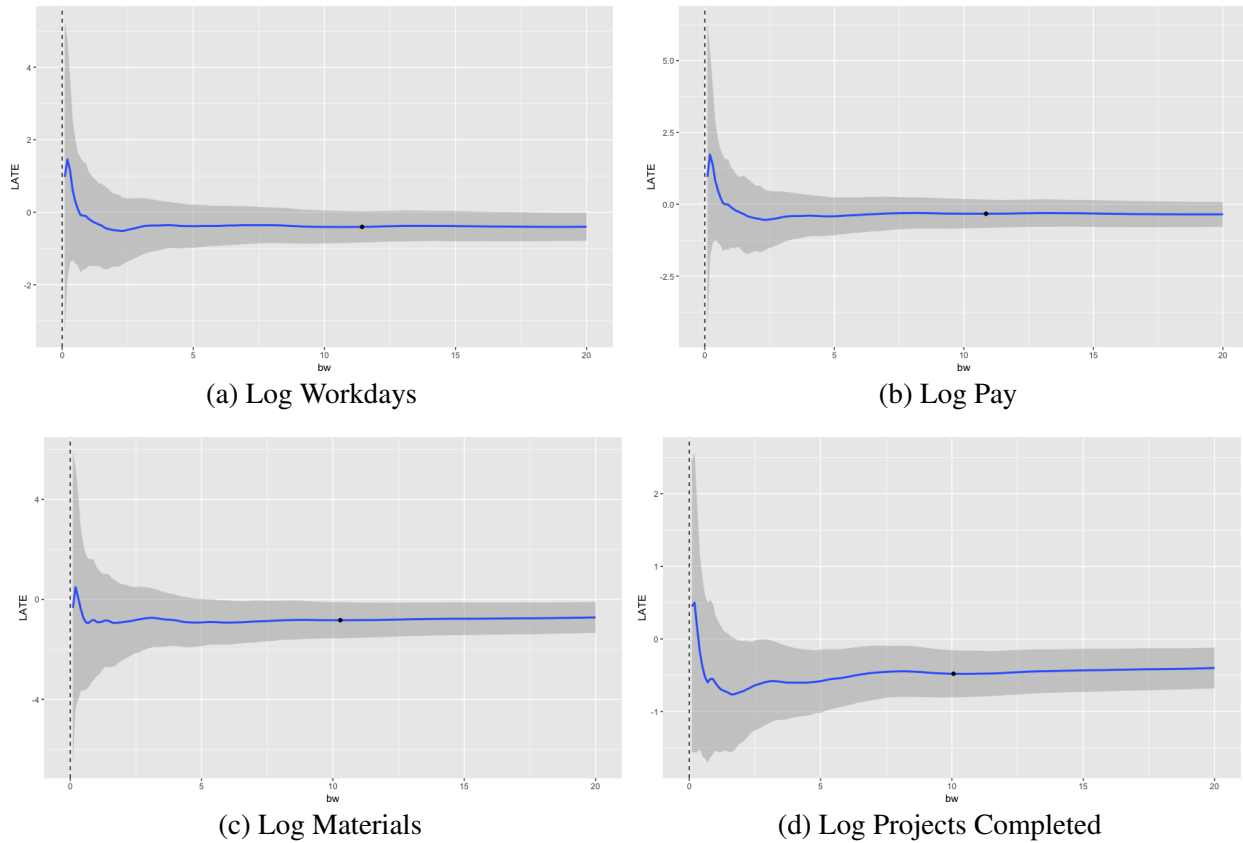 LATE
4
2
0
-2
0
5
10
15
20
bw
(a) Log Workdays
LATE
5.0
2.5
0.0
-2.5
0
5
10
15
20
bw
(b) Log Pay
LATE
4
0
-4
0
5
10
15
20
bw
(c) Log Materials
LATE
2
1
0
-1
0
5
10
15
20
bw
(d) Log Projects Completed